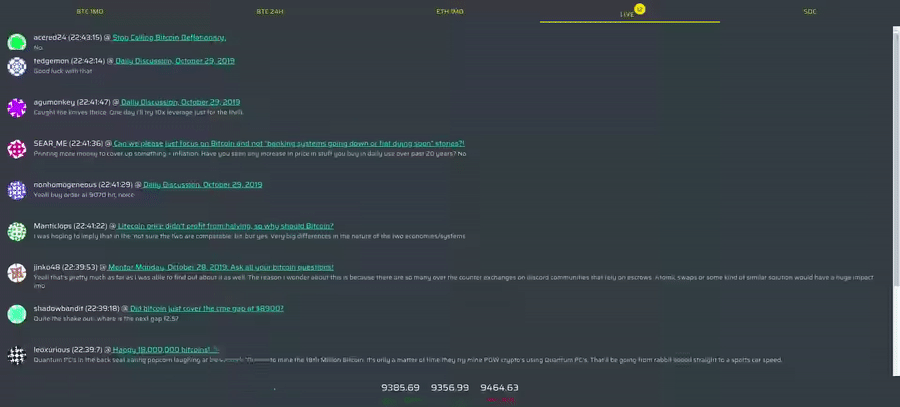 BTC 1MO BTC 24H ETH 1MO LIVE 12 SOC
acered24 (22:43:15) @ Stop Calling Bitcoin Deflationary.
No.
tedgemon (22:42:14) @ Daily Discussion, October 29, 2019
Good luck with that
agumonkey (22:41:47) @ Daily Discussion, October 29, 2019
Caught the knives thrice. One day I'll try 10x leverage just for the thrill.
SEAR_ME (22:41:36) @ Can we please just focus on Bitcoin and not "banking systems going down or fiat dying soon" stories?!
Printing more money to cover up something = inflation. Have you seen any increase in price in stuff you buy in daily use over past 20 years? No
nonhomogeneous (22:41:29) @ Daily Discussion, October 29, 2019
Yeall buy order at 9070 hit, noice
Manticlops (22:41:22) @ Litecoin price didn't profit from halving, so why should Bitcoin?
I was hoping to imply that in the: not sure the two are comparable: bit, but yes. Very big differences in the nature of the two economies/systems
jinko48 (22:39:53) @ Mentor Monday, October 28, 2019: Ask all your bitcoin questions!
Yeah that's pretty much as far as I was able to find out about it as well. The reason I wonder about this is because there are so many over the counter exchanges on discord communities that rely on escrows. Atomic swaps or some kind of similar solution would have a huge impact
imo
shadowbandit (22:39:18) @ Did bitcoin just cover the cme gap at $8900?
Quite the shake out..where is the next gap
leaxurious (22:39:7) @ Happy 18,000,000 bitcoins!
Quantum PC's in the back seat eating popcorn laughing at to mine the 18th Million Bitcoin. It's only a matter of time they try mine POW crypto's using Quantum PC's. That'd be going from rabbit straight to a sports car speed.
9385.69 9356.99 9464.63